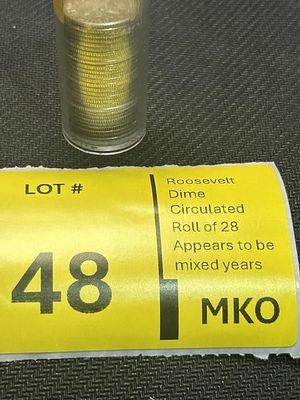 LOT #
48
Roosevelt
Dime
Circulated
Roll of 28
Appears to be
mixed years
MKO